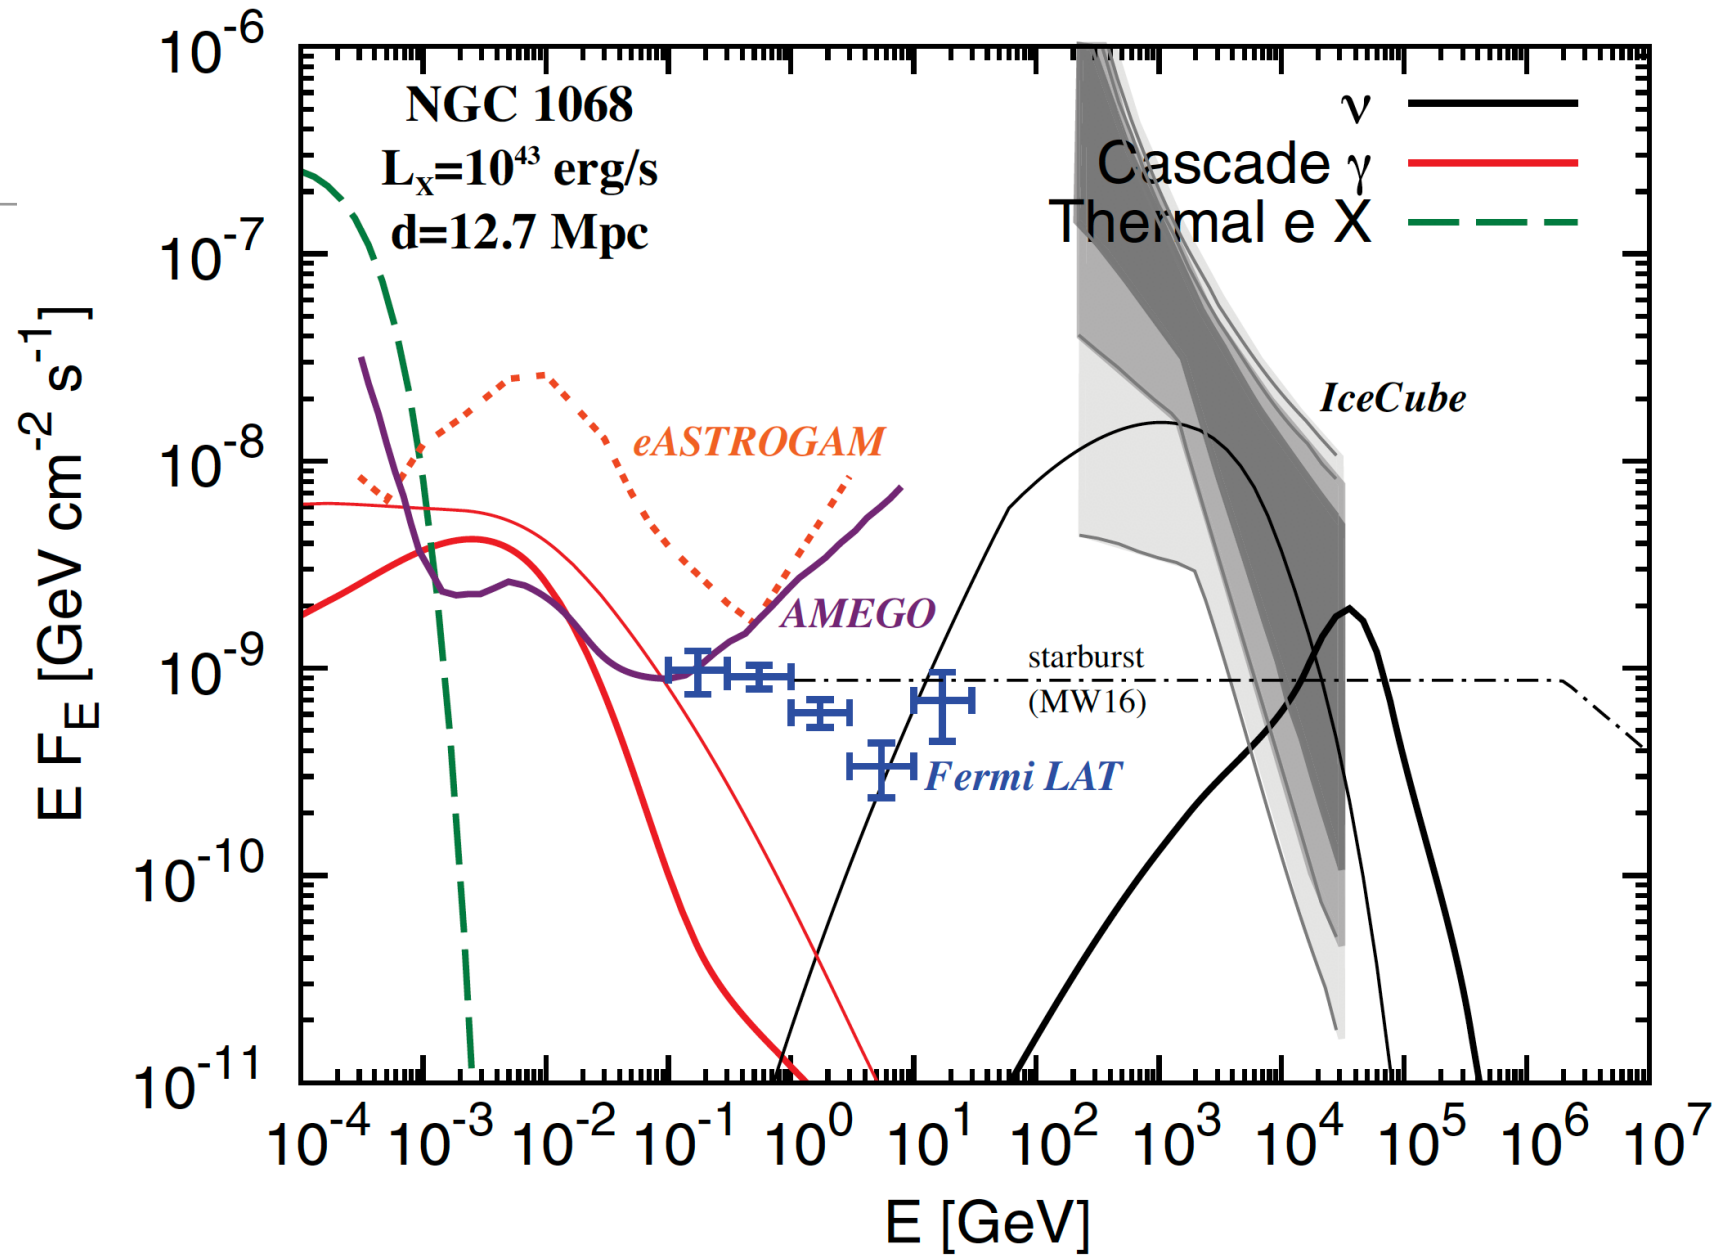 10^-6
10^-7
10^-8
10^-9
10^-10
10^-11
E F_E [GeV cm^-2 s^-1]
NGC 1068
L_X=10^43 erg/s
d=12.7 Mpc
ν
Cascade γ
Thermal e X
IceCube
eASTROGAM
AMEGO
starburst
(MW16)
Fermi LAT
10^-4 10^-3 10^-2 10^-1 10^0 10^1 10^2 10^3 10^4 10^5 10^6 10^7
E [GeV]